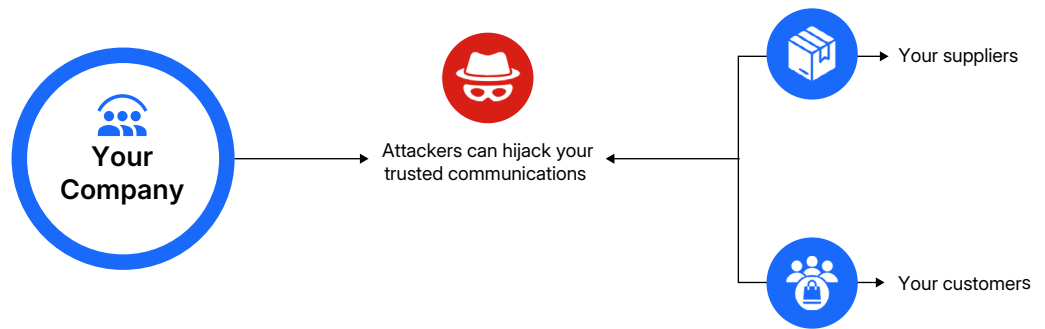 Your
Company
Attackers can hijack your
trusted communications
Your suppliers
Your customers